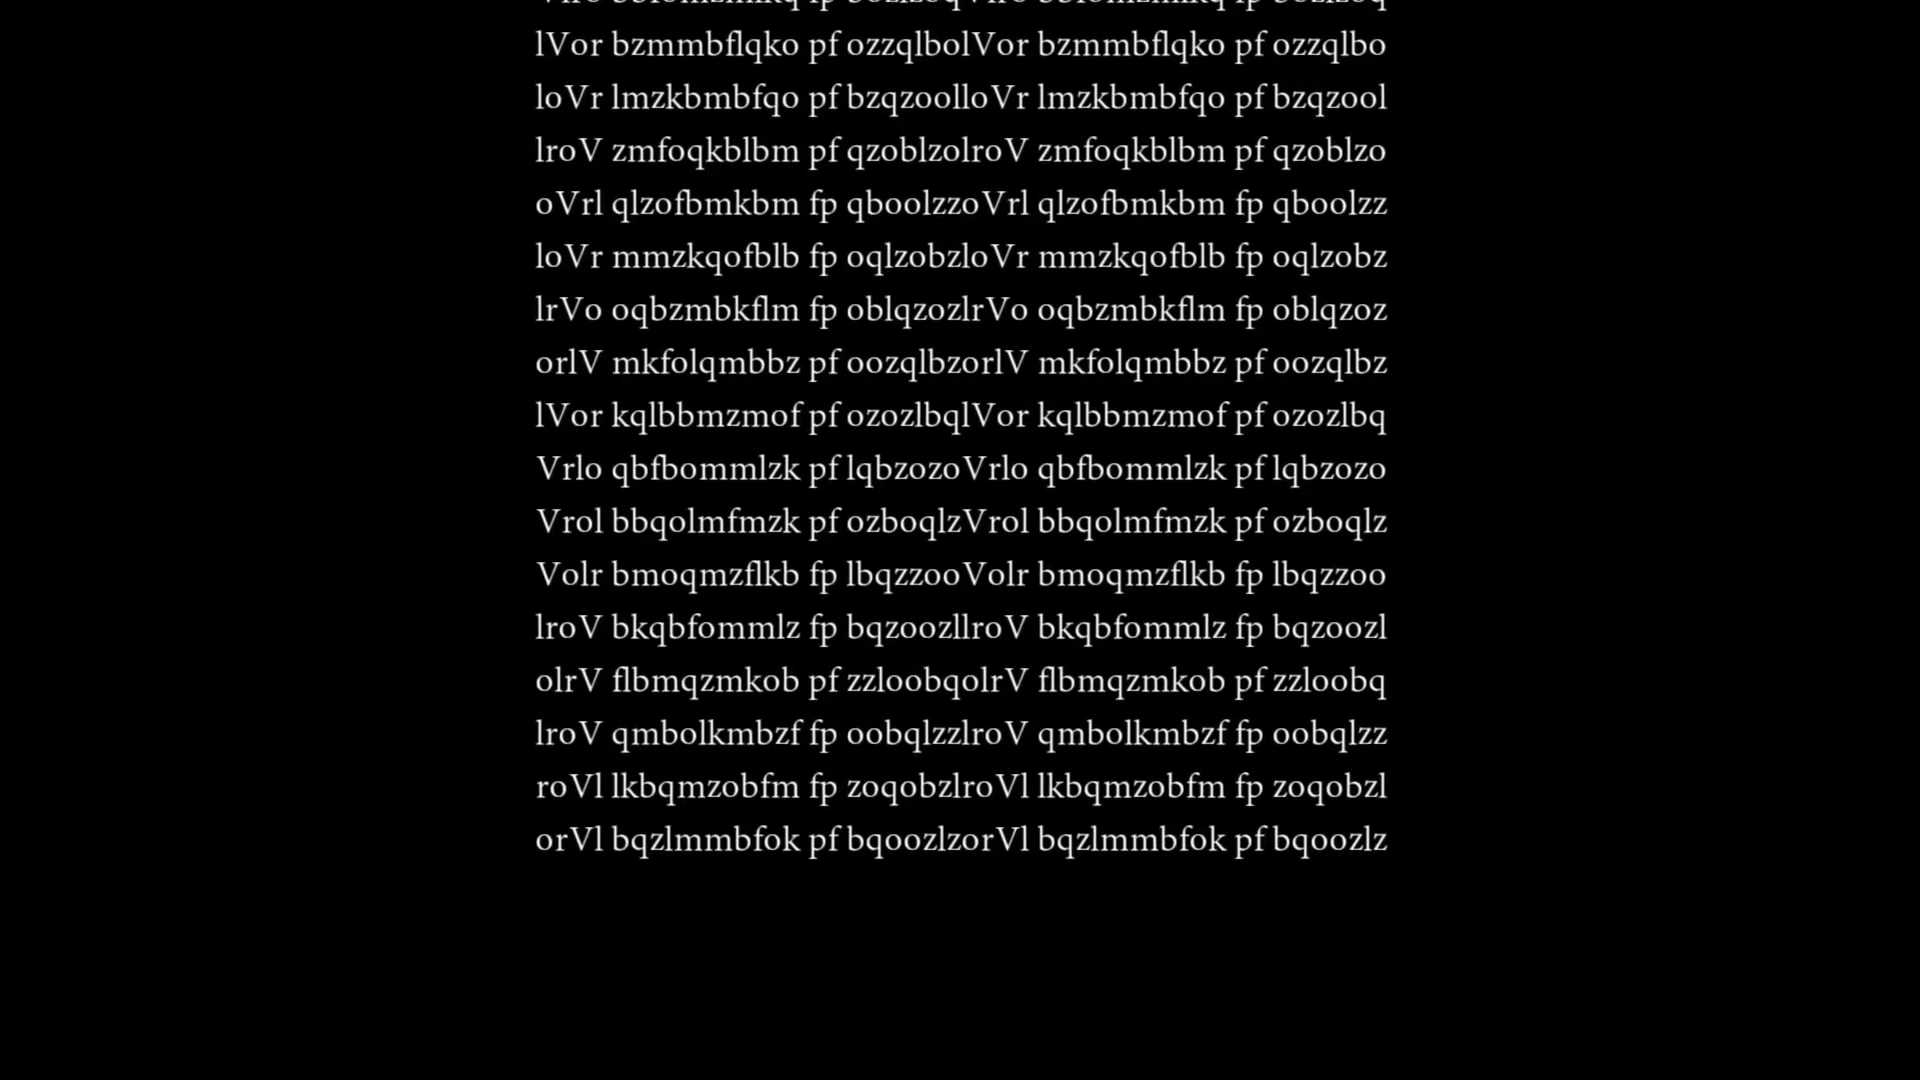 lVor bzmmbflqko pf ozzqlbolVor bzmmbflqko pf ozzqlbo
loVr lmzkbmbfqo pf bzqzoolloVr lmzkbmbfqo pf bzqzool
lroV zmfoqkblbm pf qzoblzolroV zmfoqkblbm pf qzoblzo
oVrl qlzofbmkbm fp qboolzzoVrl qlzofbmkbm fp qboolzz
loVr mmzkqofblb fp oqlzobzloVr mmzkqofblb fp oqlzobz
lrVo oqbzmbkflm fp oblqzozlrVo oqbzmbkflm fp oblqzoz
orlV mkfolqmbbz pf oozqlbzorlV mkfolqmbbz pf oozqlbz
lVor kqlbbmzmof pf ozozlbqlVor kqlbbmzmof pf ozozlbq
Vrlo qbfbommlzk pf lqbzozoVrlo qbfbommlzk pf lqbzozo
Vrol bbqolmfmzk pf ozboqlzVrol bbqolmfmzk pf ozboqlz
Volr bmoqmzflkb fp lbqzzooVolr bmoqmzflkb fp lbqzzoo
lroV bkqbfommlz fp bqzoozllroV bkqbfommlz fp bqzoozl
olrV flbmqzmkob pf zzloobqolrV flbmqzmkob pf zzloobq
lroV qmbolkmbzf fp oobqlzzlroV qmbolkmbzf fp oobqlzz
roVl lkbqmzobfm fp zoqobzlroVl lkbqmzobfm fp zoqobzl
orVl bqzlmmbfok pf bqoozlzorVl bqzlmmbfok pf bqoozlz